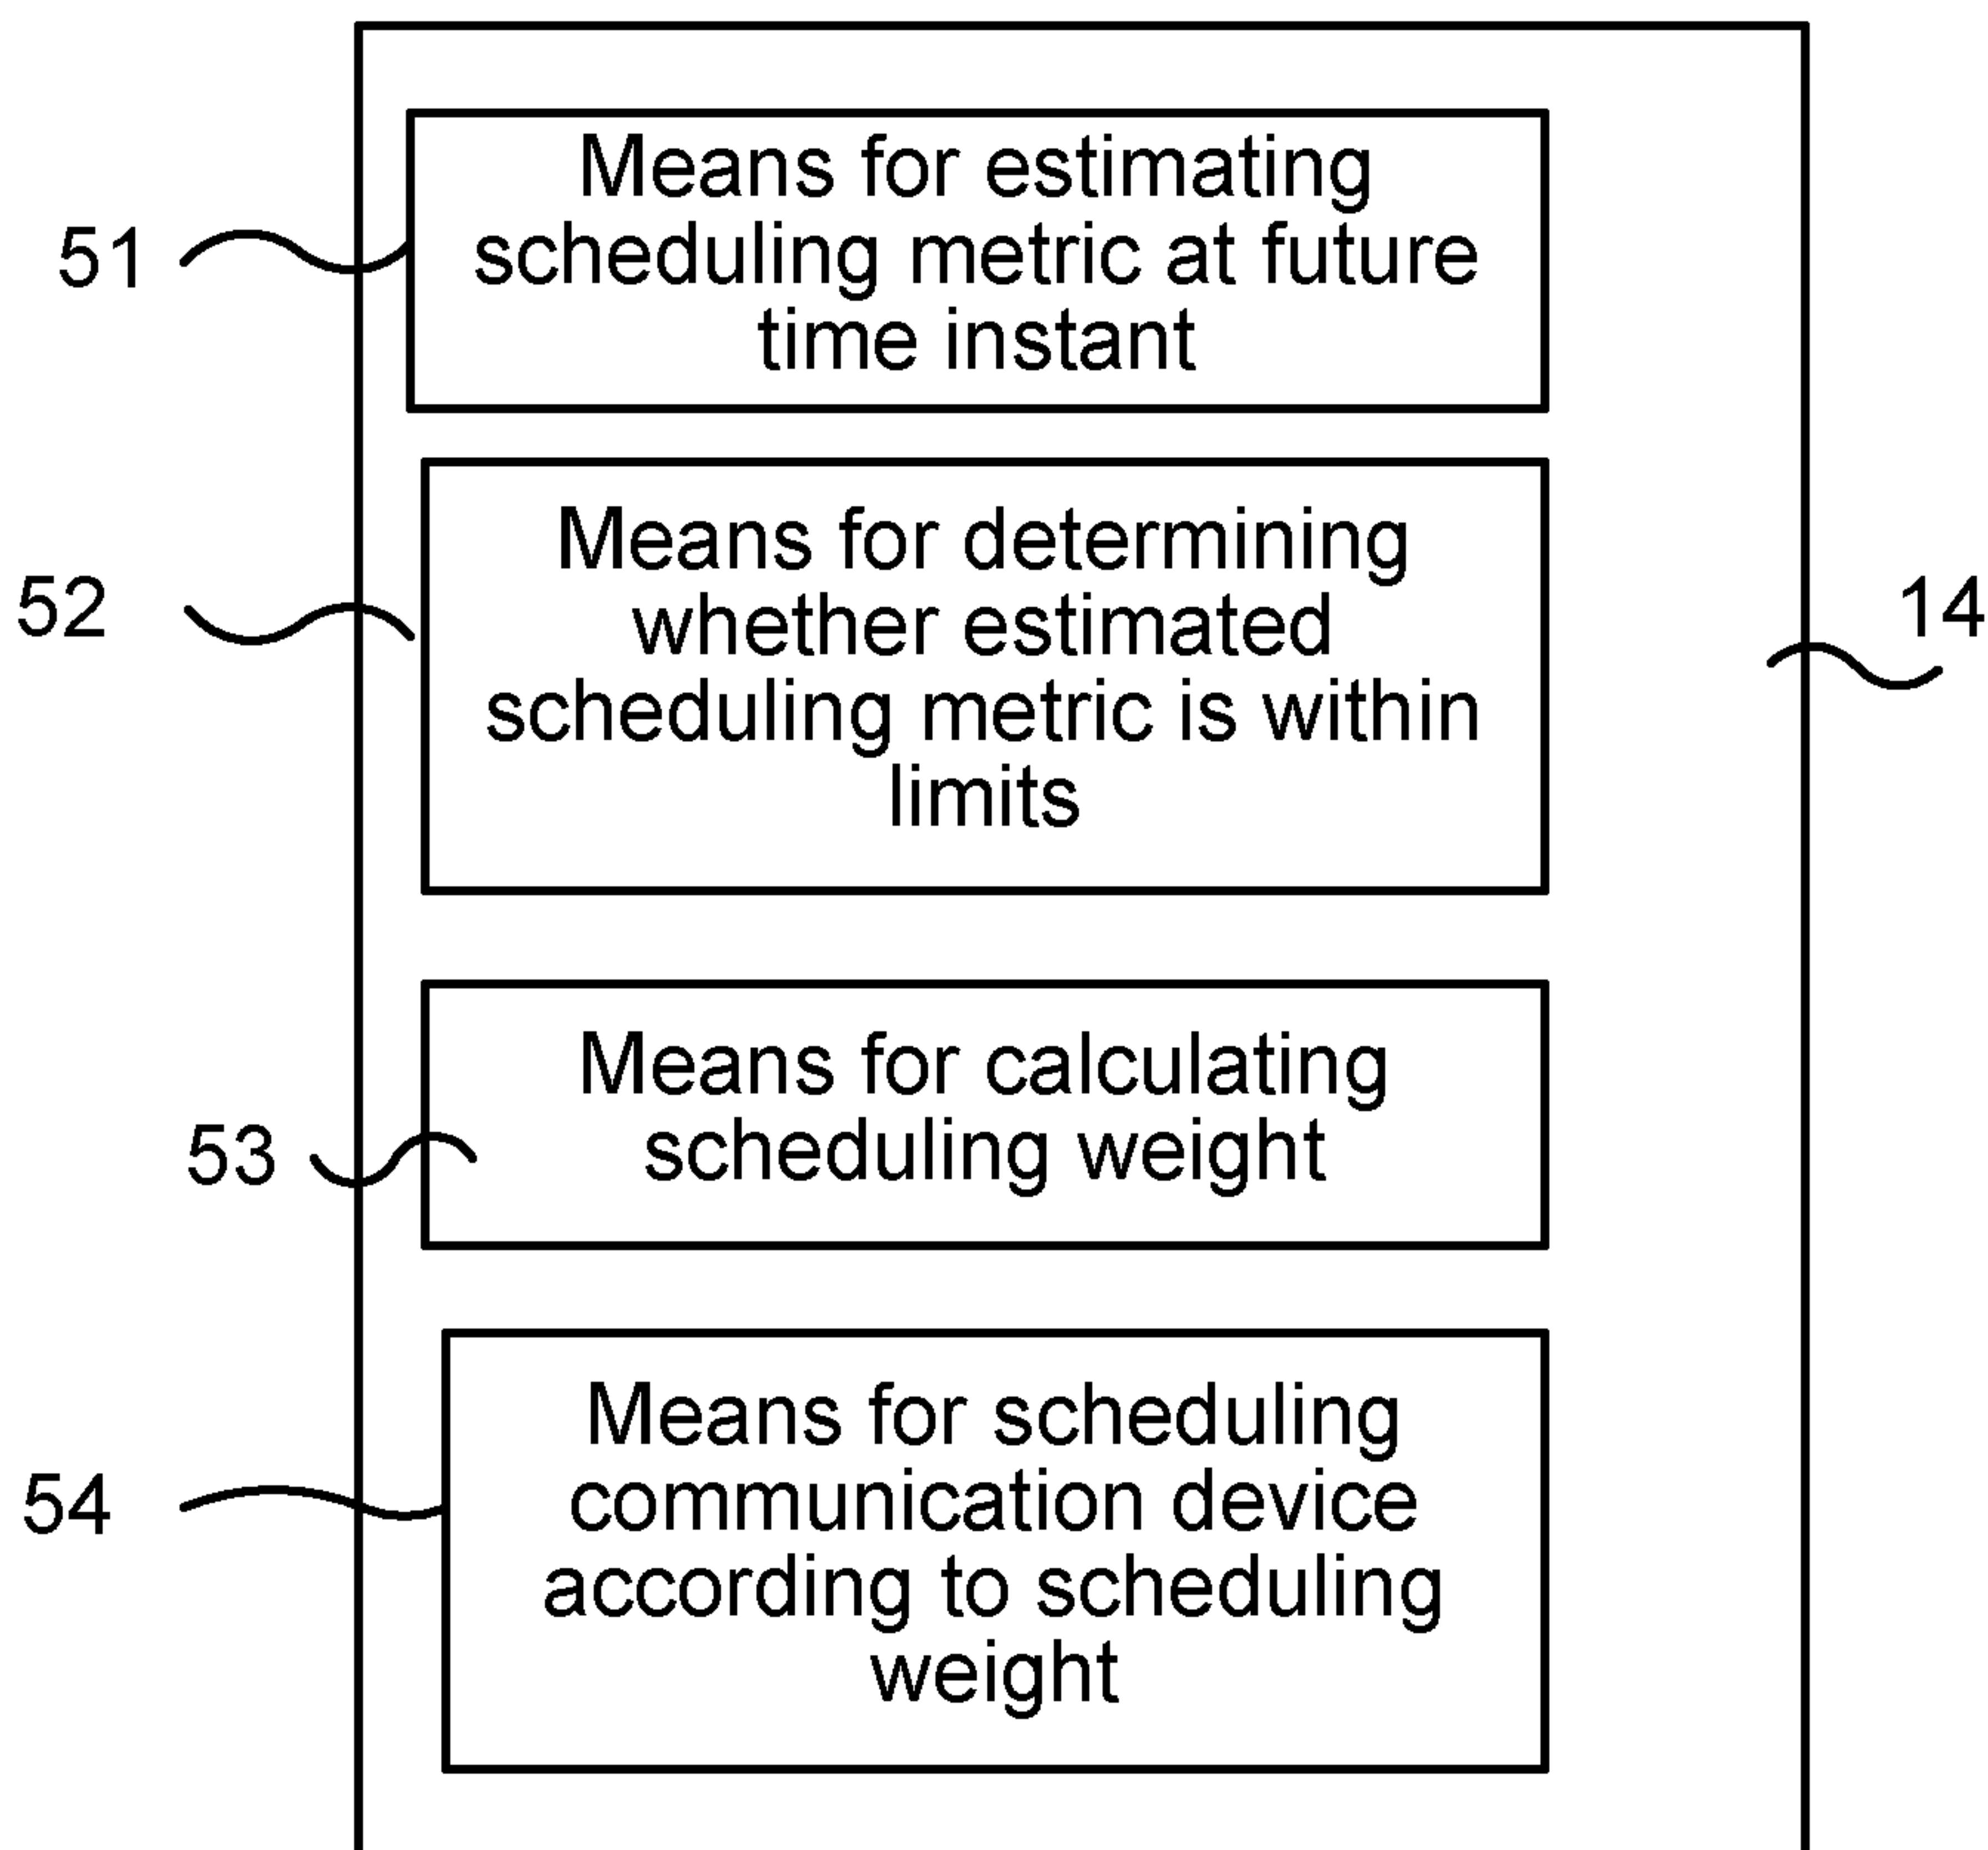 Means for estimating
scheduling metric at future
time instant
51
Means for determining
whether estimated
scheduling metric is within
limits
52
14
Means for calculating
scheduling weight
53
Means for scheduling
communication device
according to scheduling
weight
54